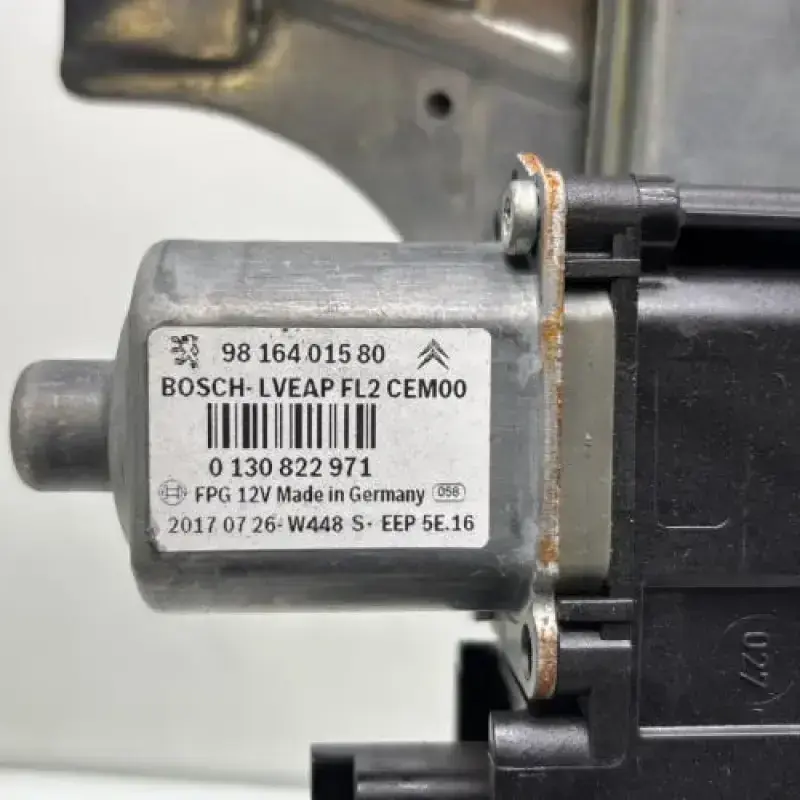 98 164 015 80
BOSCH-LVEAP FL2 CEM00
0 130 822 971
FPG 12V Made in Germany 058
2017 07 26-W448 S- EEP 5E.16
027